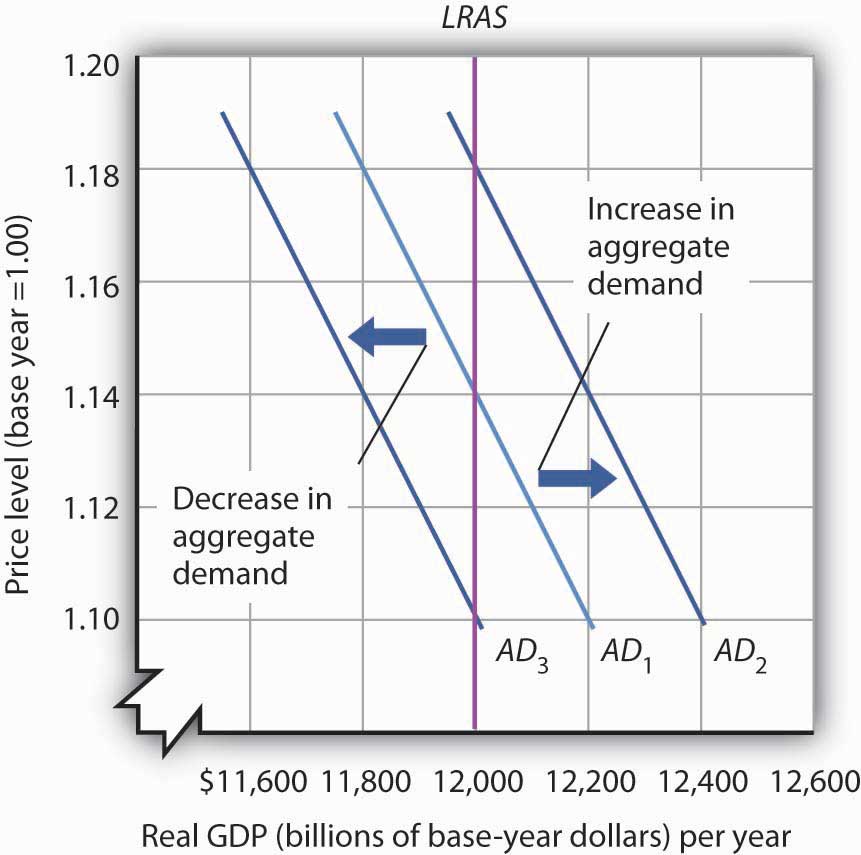 LRAS
1.20
1.18
1.16
1.14
1.12
1.10
Price level (base year = 1.00)
Increase in
aggregate
demand
Decrease in
aggregate
demand
AD3
AD1
AD2
$11,600 11,800 12,000 12,200 12,400 12,600
Real GDP (billions of base-year dollars) per year